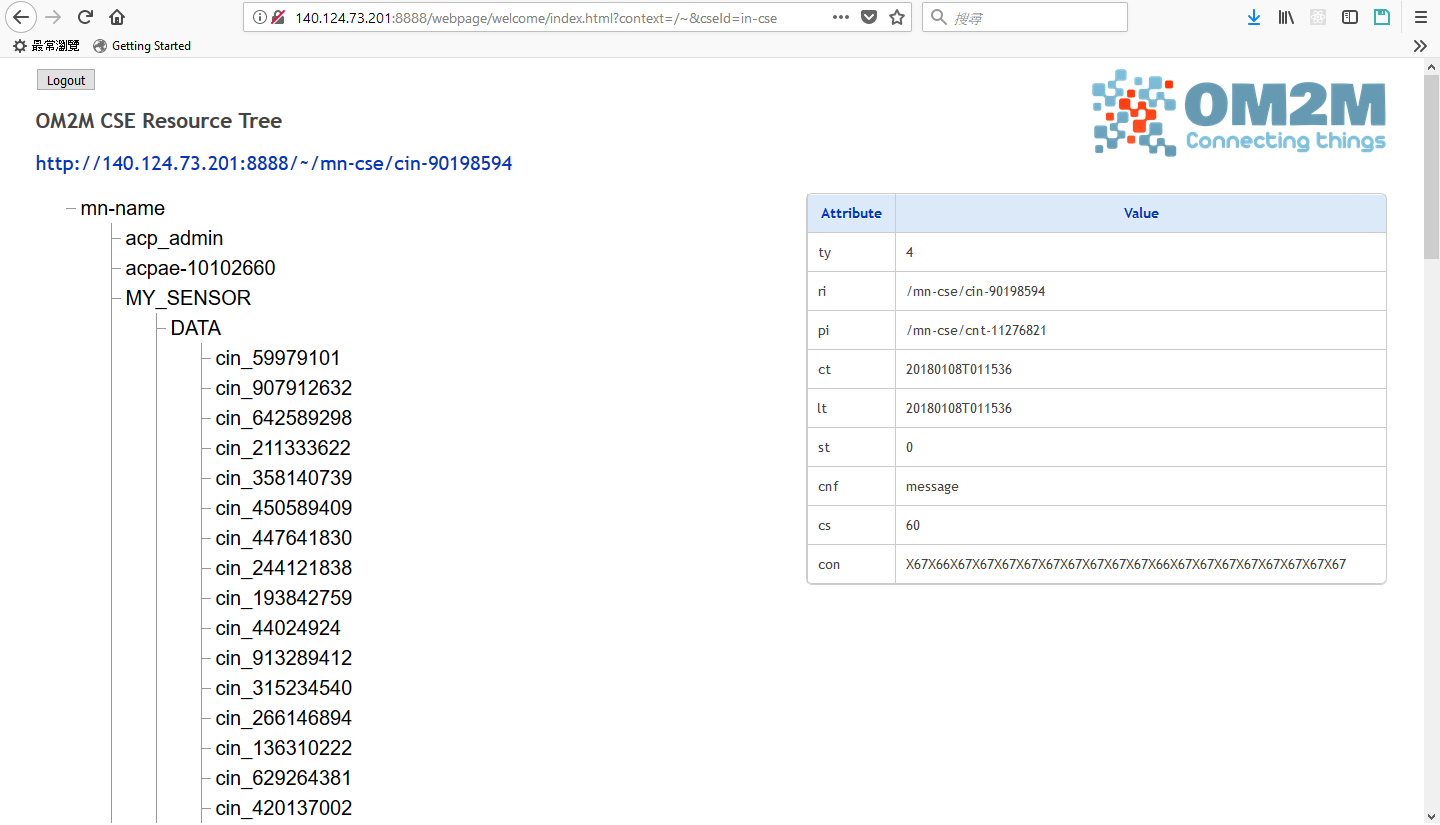 140.124.73.201:8888/webpage/welcome/index.html?context=/~&cseId=in-cse
搜尋
最常瀏覽 Getting Started
Logout
OM2M
Connecting things
OM2M CSE Resource Tree
http://140.124.73.201:8888/~/mn-cse/cin-90198594
mn-name
acp_admin
acpae-10102660
MY_SENSOR
DATA
cin_59979101
cin_907912632
cin_642589298
cin_211333622
cin_358140739
cin_450589409
cin_447641830
cin_244121838
cin_193842759
cin_44024924
cin_913289412
cin_315234540
cin_266146894
cin_136310222
cin_629264381
cin_420137002
Attribute Value
ty 4
ri /mn-cse/cin-90198594
pi /mn-cse/cnt-11276821
ct 20180108T011536
lt 20180108T011536
st 0
cnf message
cs 60
con X67X66X67X67X67X67X67X67X67X67X67X66X67X67X67X67X67X67X67X67